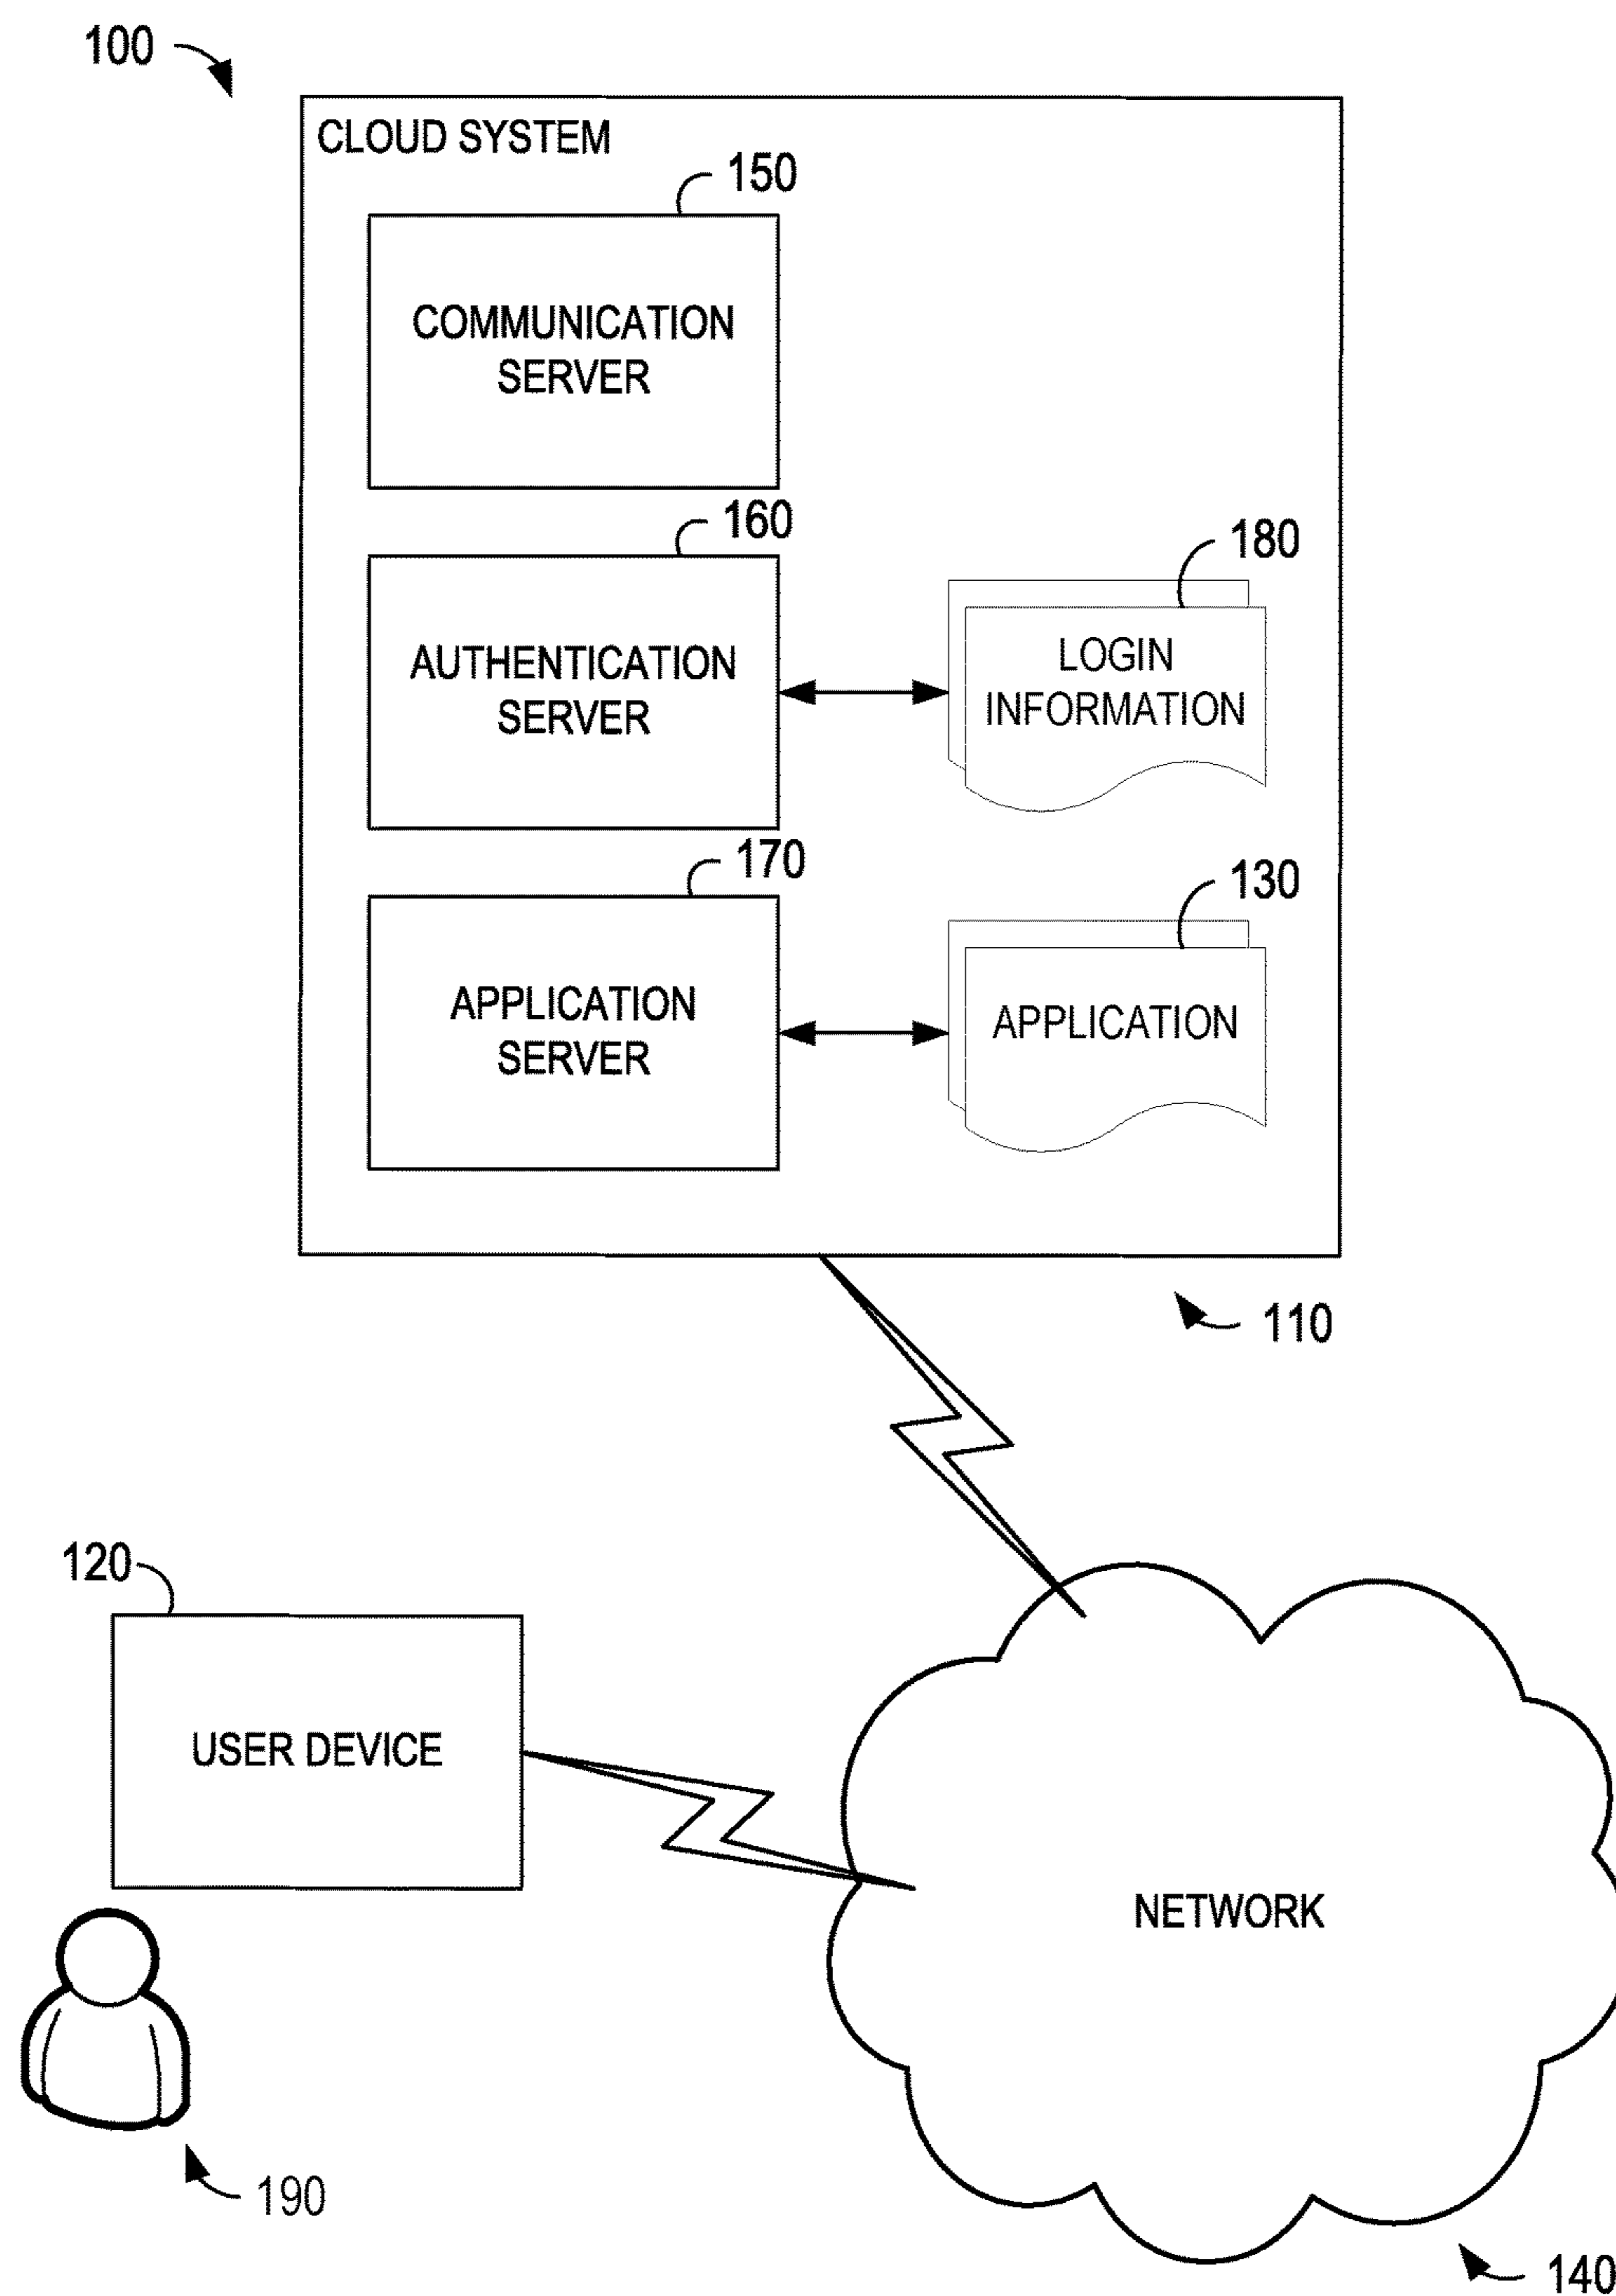 100
CLOUD SYSTEM
150
COMMUNICATION
SERVER
160
AUTHENTICATION
SERVER
180
LOGIN
INFORMATION
170
APPLICATION
SERVER
130
APPLICATION
110
120
USER DEVICE
NETWORK
190
140